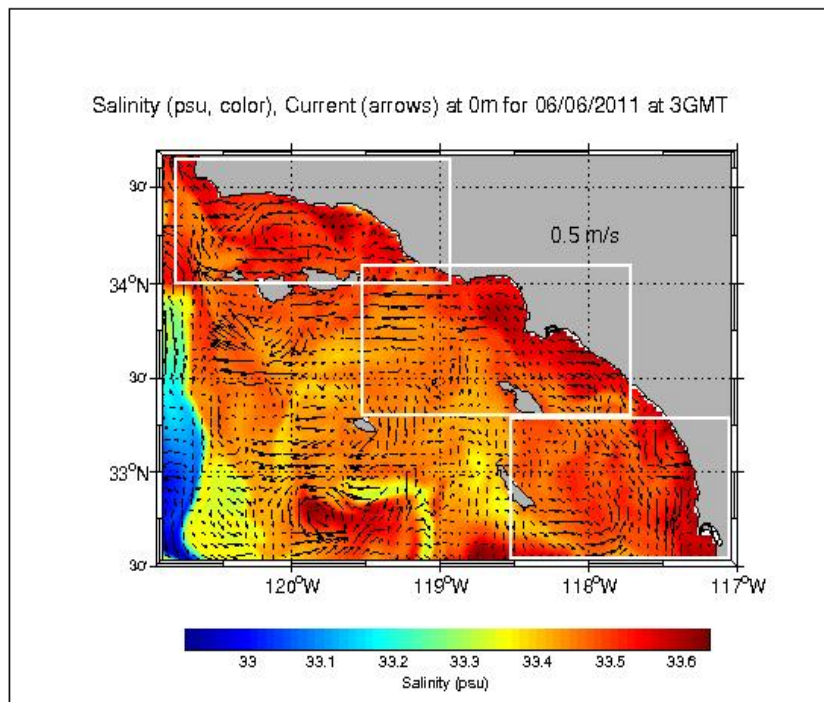 Salinity (psu, color), Current (arrows) at 0m for 06/06/2011 at 3GMT
30'
0.5 m/s
34°N
30'
33°N
30'
120°W 119°W 118°W 117°W
33 33.1 33.2 33.3 33.4 33.5 33.6
Salinity (psu)